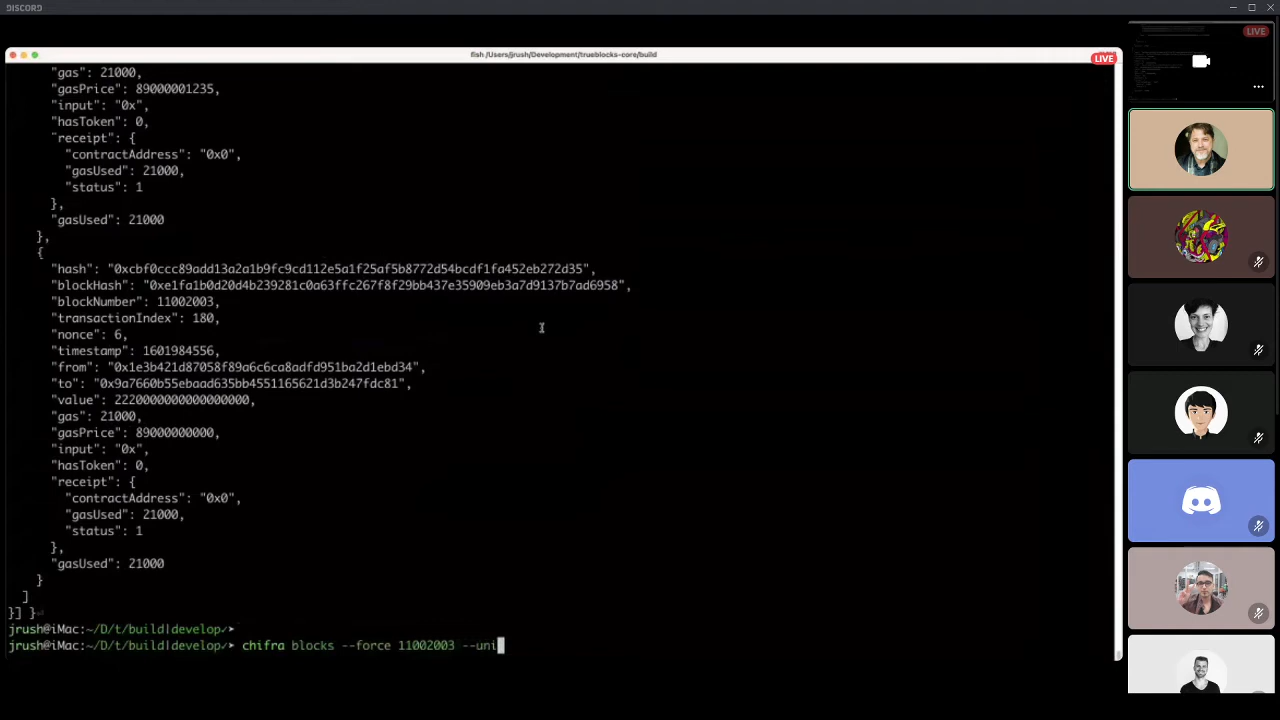 DISCORD
fish /Users/jrush/Development/trueblocks-core/build
LIVE
LIVE
"gas": 21000,
"gasPrice": 89000001235,
"input": "0x",
"hasToken": 0,
"receipt": {
"contractAddress": "0x0",
"gasUsed": 21000,
"status": 1
},
"gasUsed": 21000
},
{
"hash": "0xcbf0ccc89add13a2a1b9fc9cd112e5a1f25af5b8772d54bcdf1fa452eb272d35",
"blockHash": "0xe1fa1b0d20d4b239281c0a63ffc267f8f29bb437e35909eb3a7d9137b7ad6958",
"blockNumber": 11002003,
"transactionIndex": 180,
"nonce": 6,
"timestamp": 1601984556,
"from": "0x1e3b421d87058f89a6c6ca8adfd951ba2d1ebd34",
"to": "0x9a7660b55ebaad635bb4551165621d3b247fdc81",
"value": 2220000000000000000,
"gas": 21000,
"gasPrice": 89000000000,
"input": "0x",
"hasToken": 0,
"receipt": {
"contractAddress": "0x0",
"gasUsed": 21000,
"status": 1
},
"gasUsed": 21000
}
]
}] }
jrush@iMac:~/D/t/build|develop✓➤
jrush@iMac:~/D/t/build|develop✓➤ chifra blocks --force 11002003 --uni